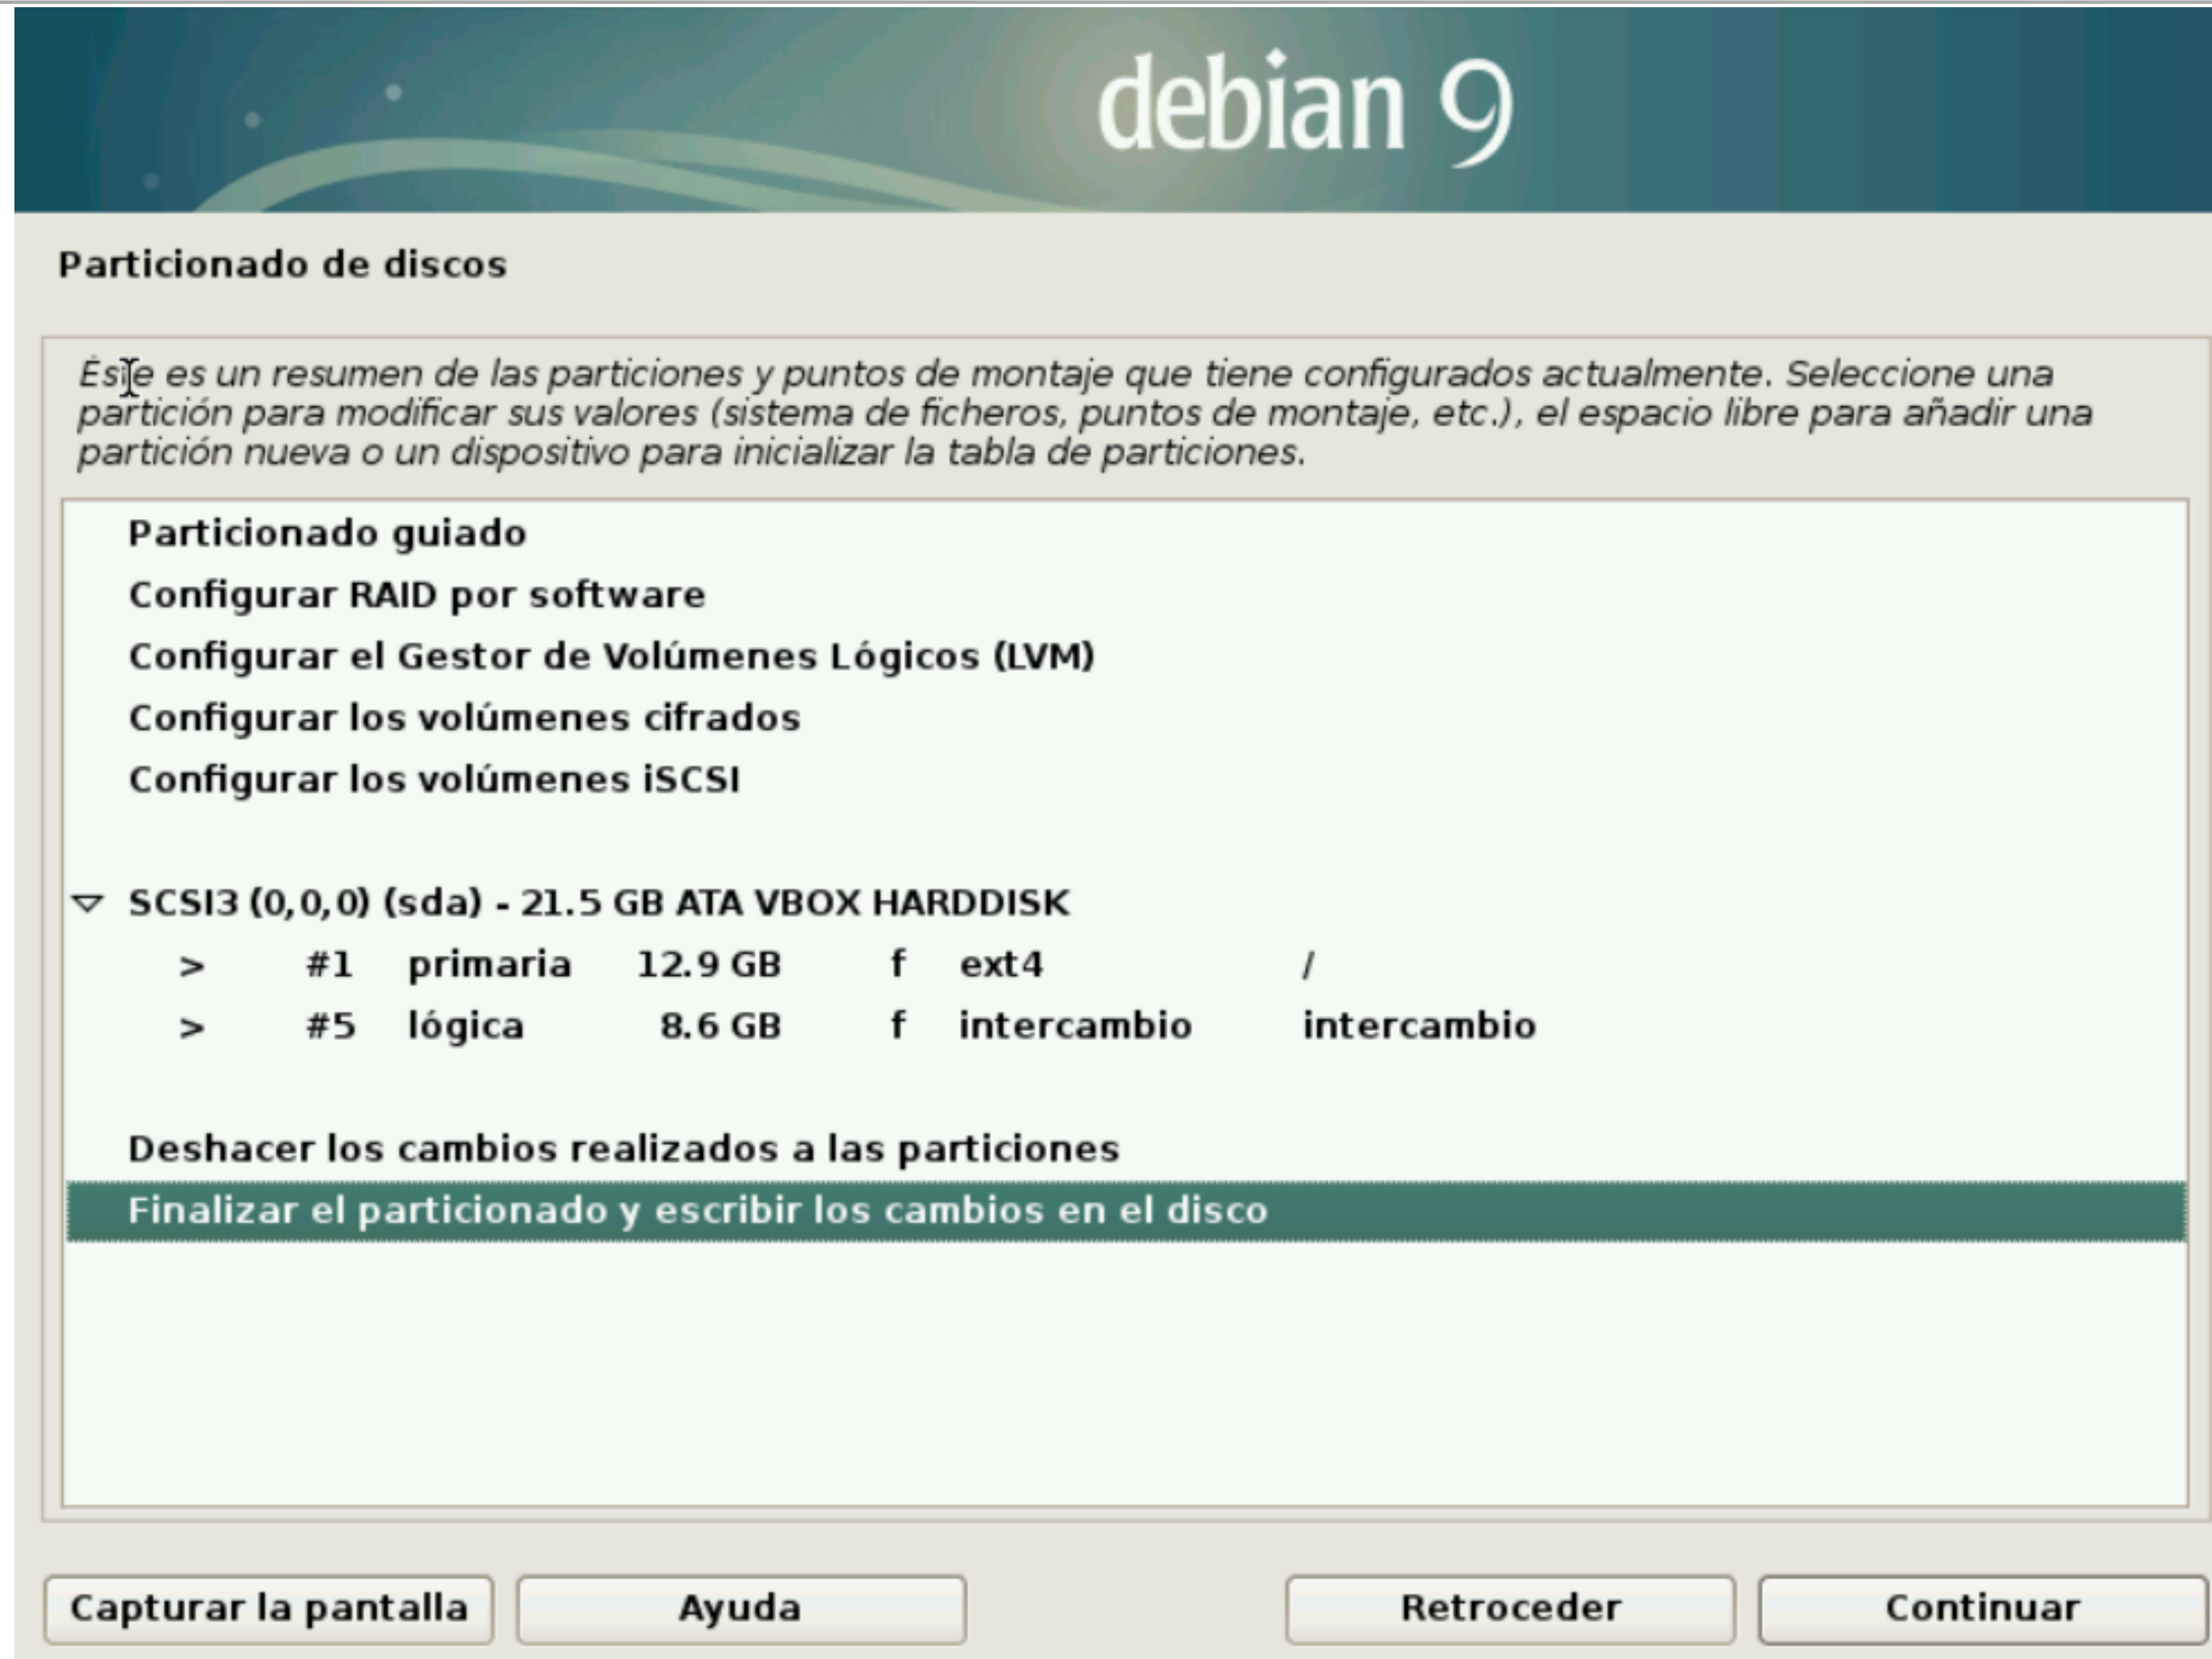 debian 9
Particionado de discos
Éste es un resumen de las particiones y puntos de montaje que tiene configurados actualmente. Seleccione una
partición para modificar sus valores (sistema de ficheros, puntos de montaje, etc.), el espacio libre para añadir una
partición nueva o un dispositivo para inicializar la tabla de particiones.
Particionado guiado
Configurar RAID por software
Configurar el Gestor de Volúmenes Lógicos (LVM)
Configurar los volúmenes cifrados
Configurar los volúmenes iSCSI
SCSI3 (0,0,0) (sda) - 21.5 GB ATA VBOX HARDDISK
> #1 primaria 12.9 GB f ext4 /
> #5 lógica 8.6 GB f intercambio intercambio
Deshacer los cambios realizados a las particiones
Finalizar el particionado y escribir los cambios en el disco
Capturar la pantalla Ayuda Retroceder Continuar